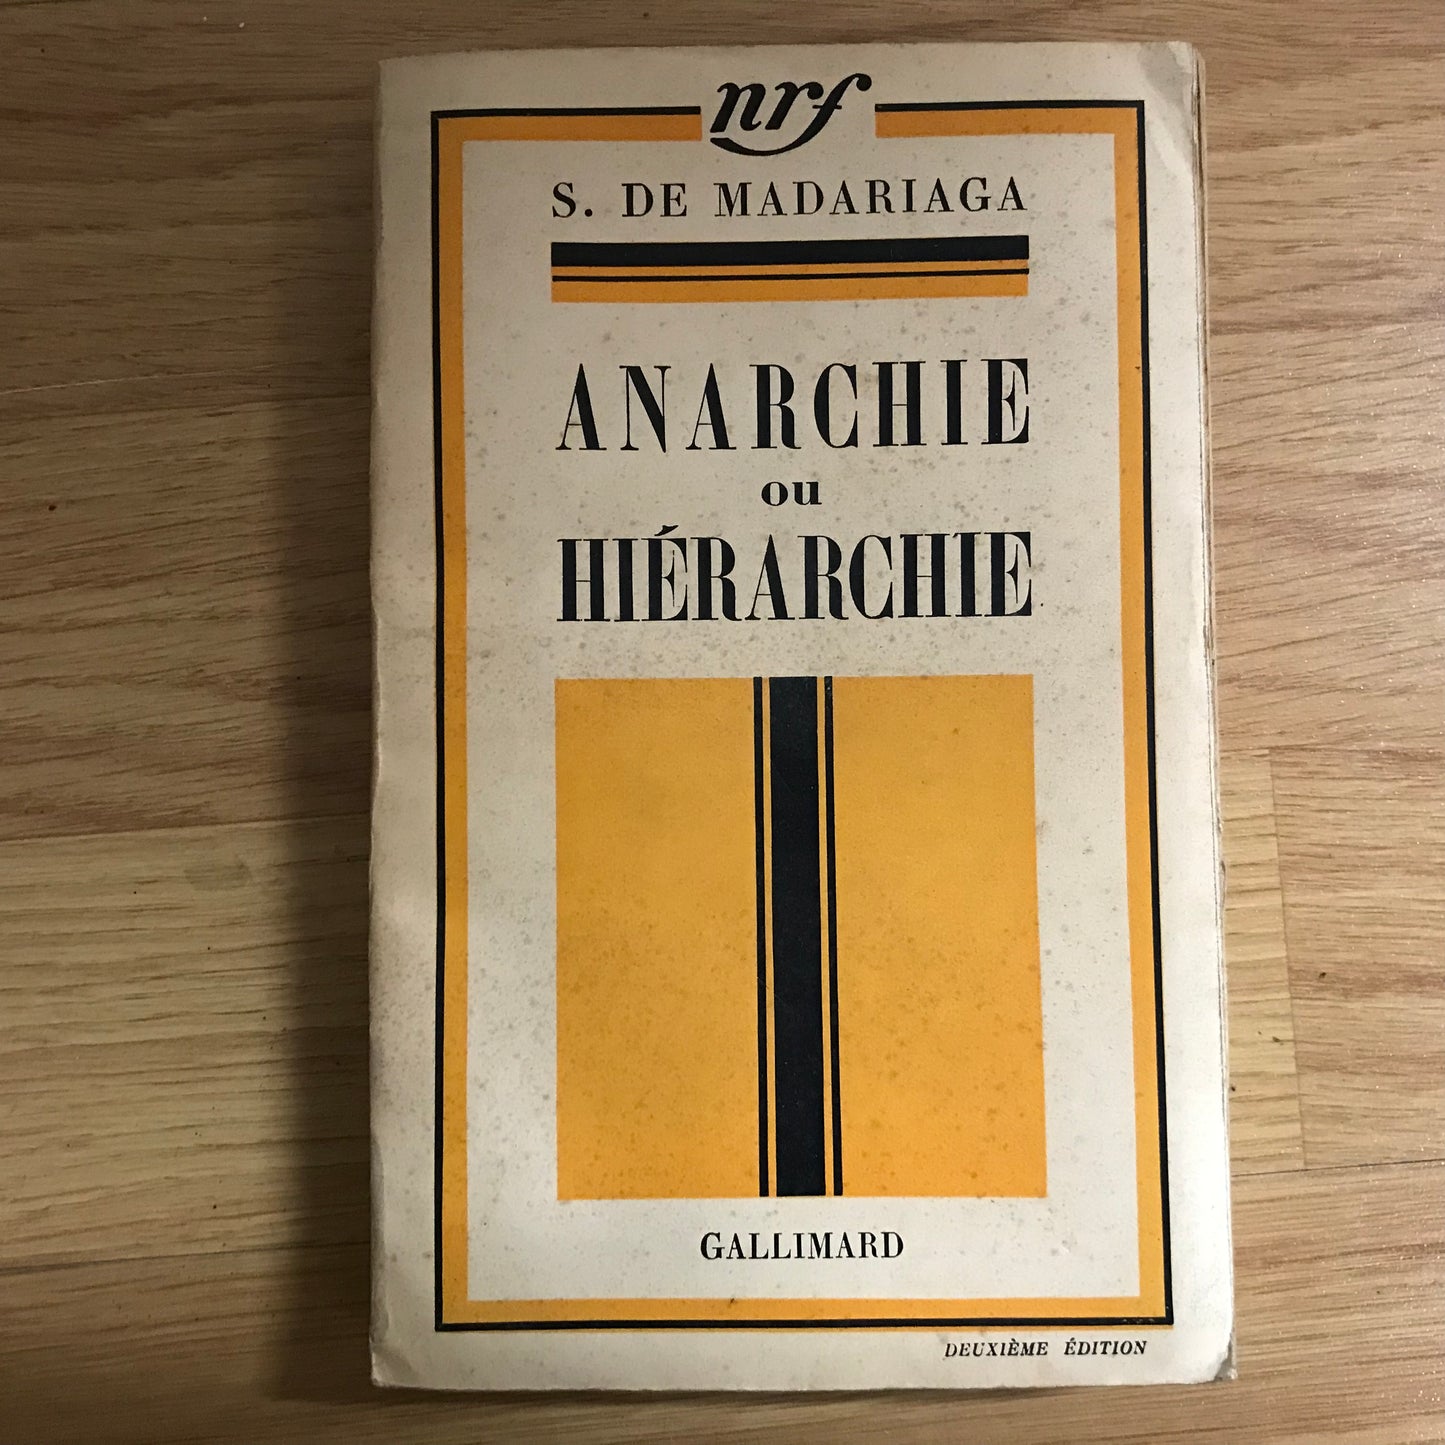 nrf
S. DE MADARIAGA
ANARCHIE
ou
HIÉRARCHIE
GALLIMARD
DEUXIÈME ÉDITION